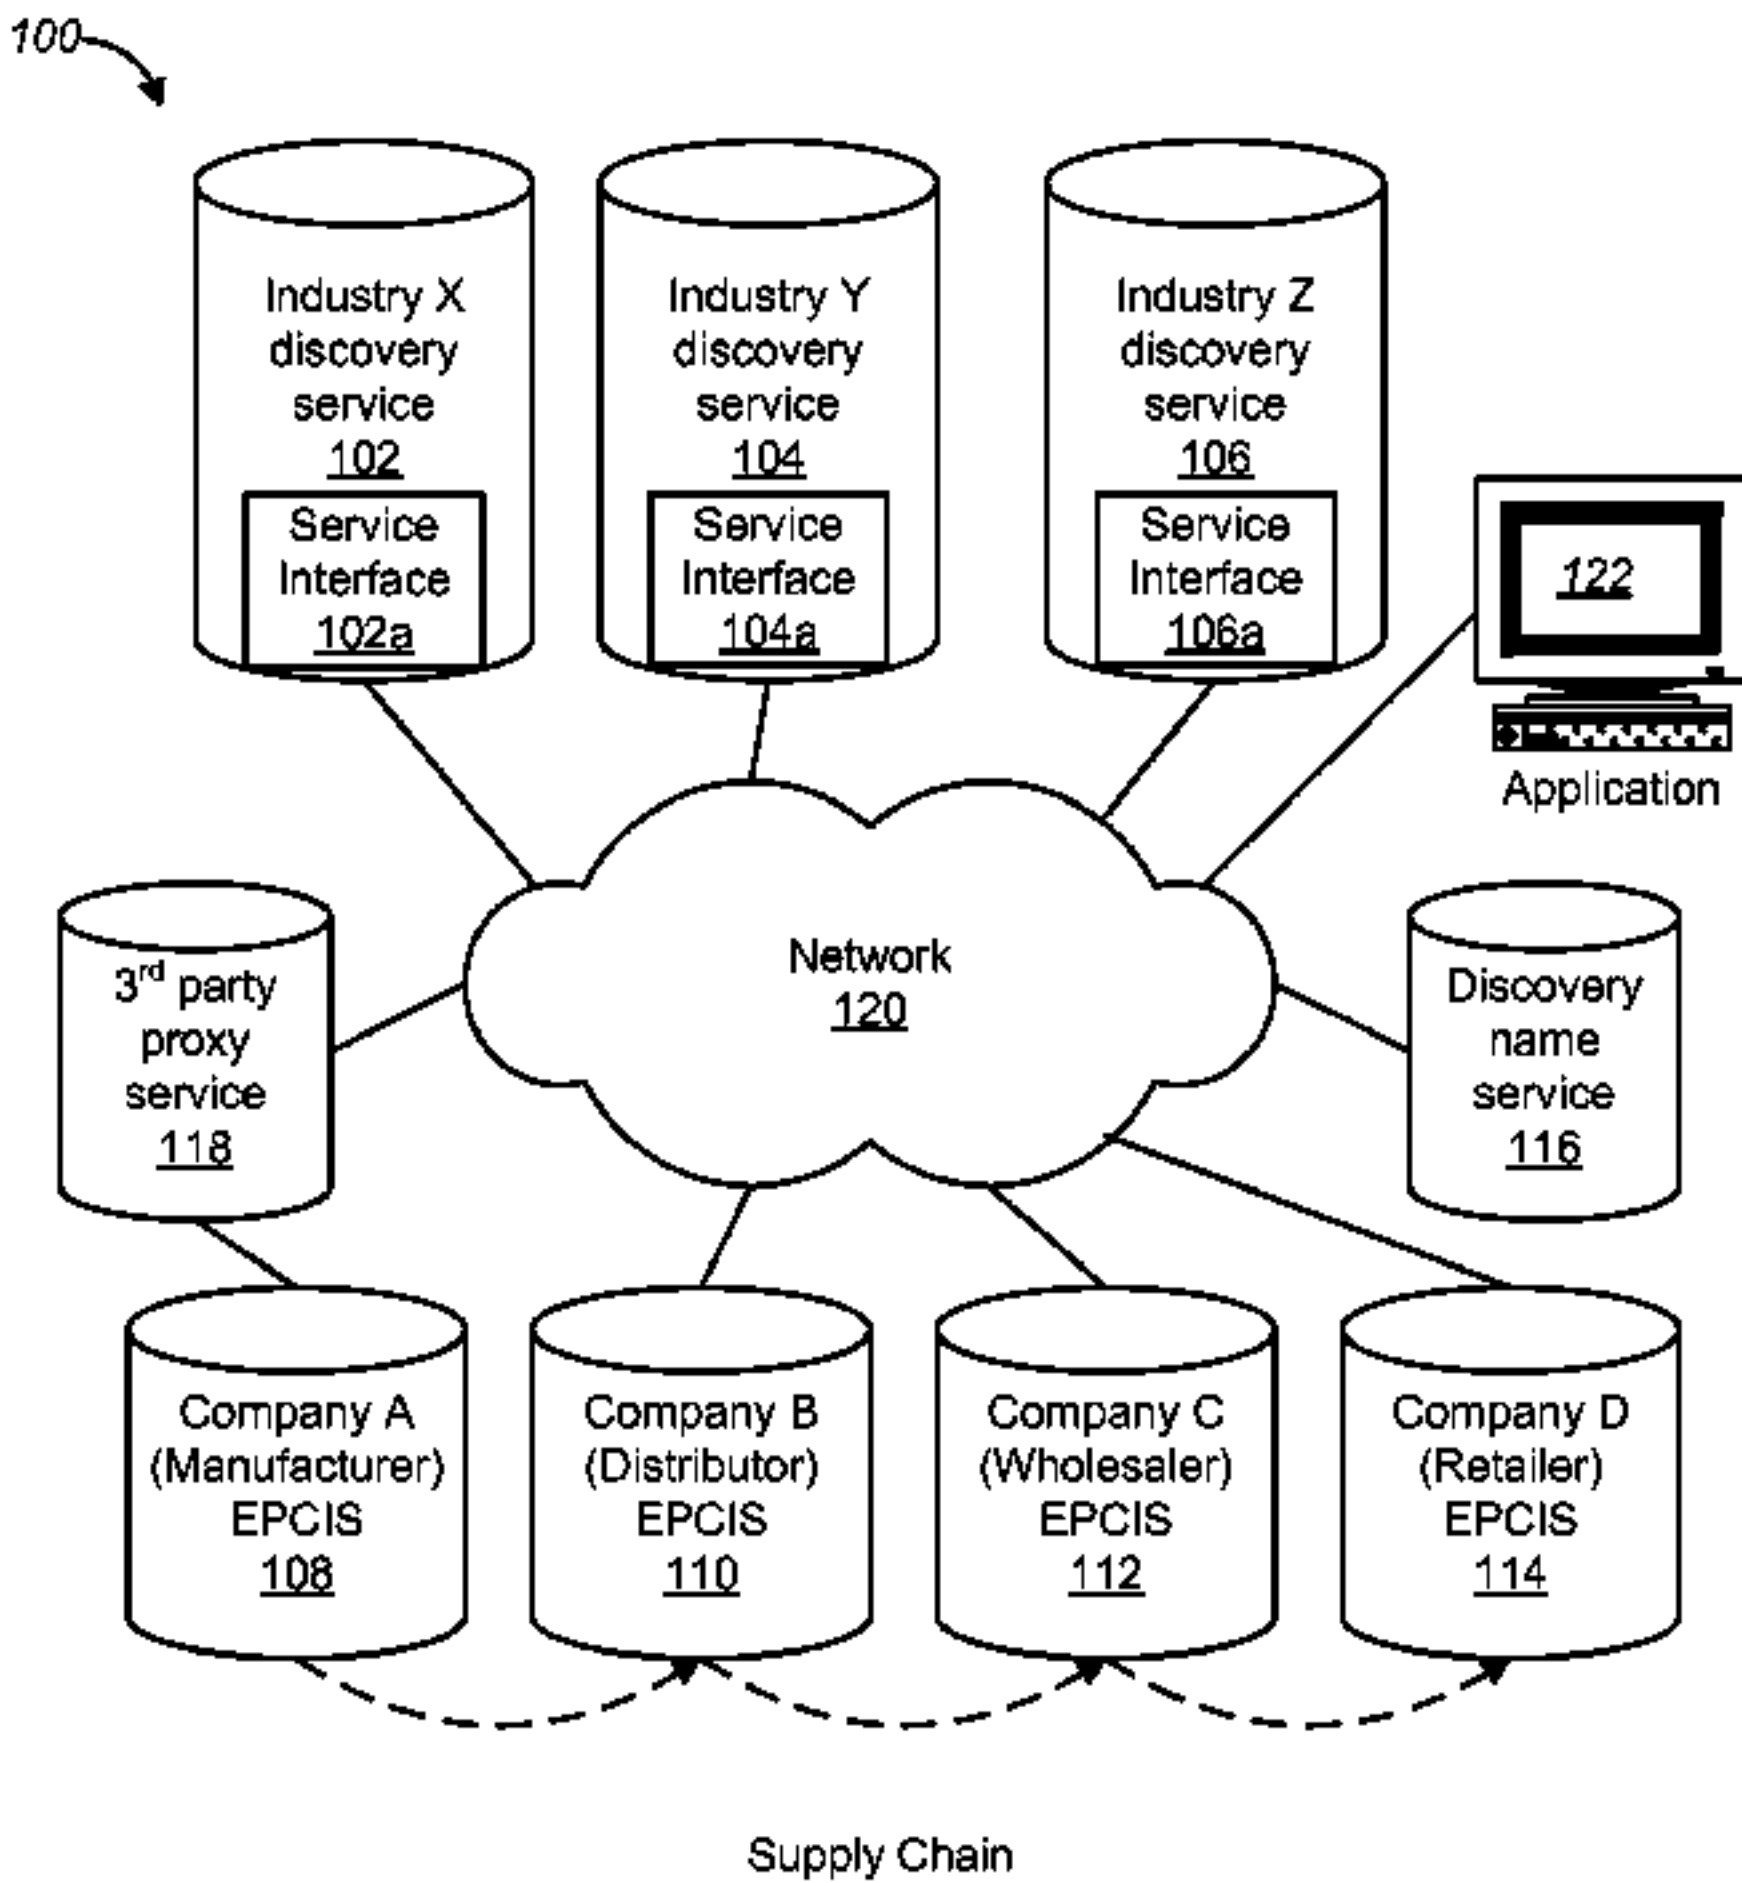 100
Industry X
discovery
service
102
Service
Interface
102a
Industry Y
discovery
service
104
Service
Interface
104a
Industry Z
discovery
service
106
Service
Interface
106a
122
Application
3rd party
proxy
service
118
Network
120
Discovery
name
service
116
Company A
(Manufacturer)
EPCIS
108
Company B
(Distributor)
EPCIS
110
Company C
(Wholesaler)
EPCIS
112
Company D
(Retailer)
EPCIS
114
Supply Chain